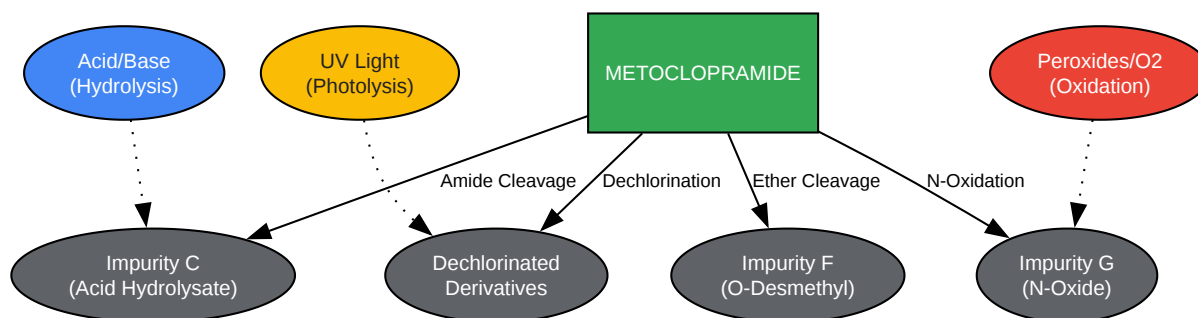 Acid/Base
(Hydrolysis)
UV Light
(Photolysis)
METOCLOPRAMIDE
Peroxides/O2
(Oxidation)
Amide Cleavage
Dechlorination
Ether Cleavage
N-Oxidation
Impurity C
(Acid Hydrolysate)
Dechlorinated
Derivatives
Impurity F
(O-Desmethyl)
Impurity G
(N-Oxide)